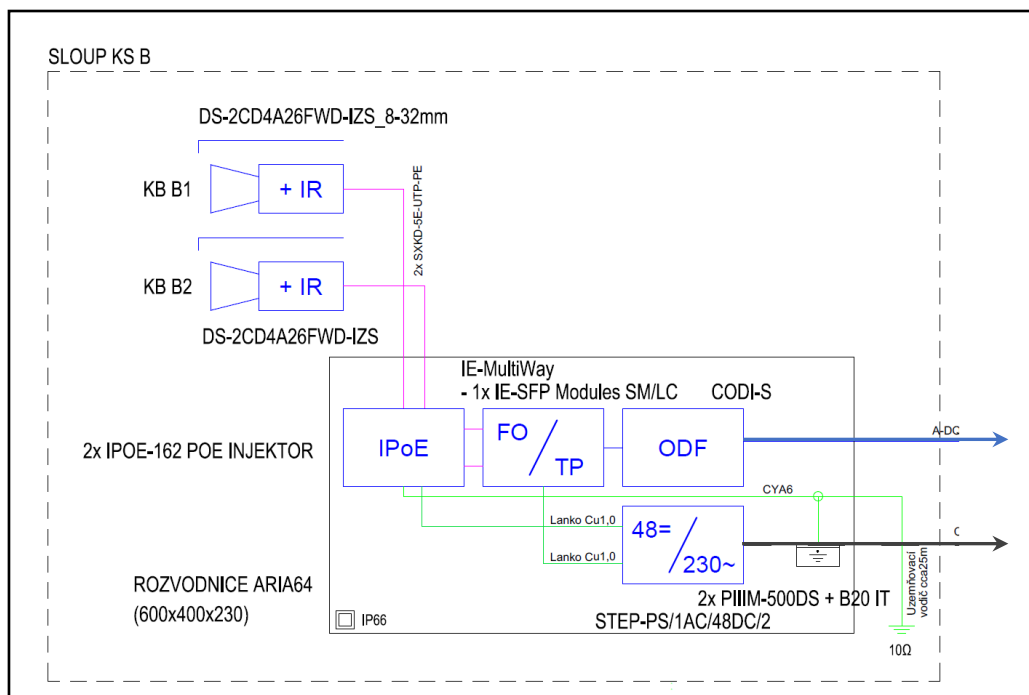 SLOUP KS B
DS-2CD4A26FWD-IZS_8-32mm
KB B1
+ IR
2x SXKD-5E-UTP-PE
KB B2
+ IR
DS-2CD4A26FWD-IZS
IE-MultiWay
- 1x IE-SFP Modules SM/LC
CODI-S
2x IPOE-162 POE INJEKTOR
IPoE
FO
/
TP
ODF
A-DC
CYA6
Lanko Cu1,0
Lanko Cu1,0
48=
/
230~
Uzemňovací
vodič cca25m
ROZVODNICE ARIA64
(600x400x230)
2x PIIIM-500DS + B20 IT
IP66
STEP-PS/1AC/48DC/2
10Ω